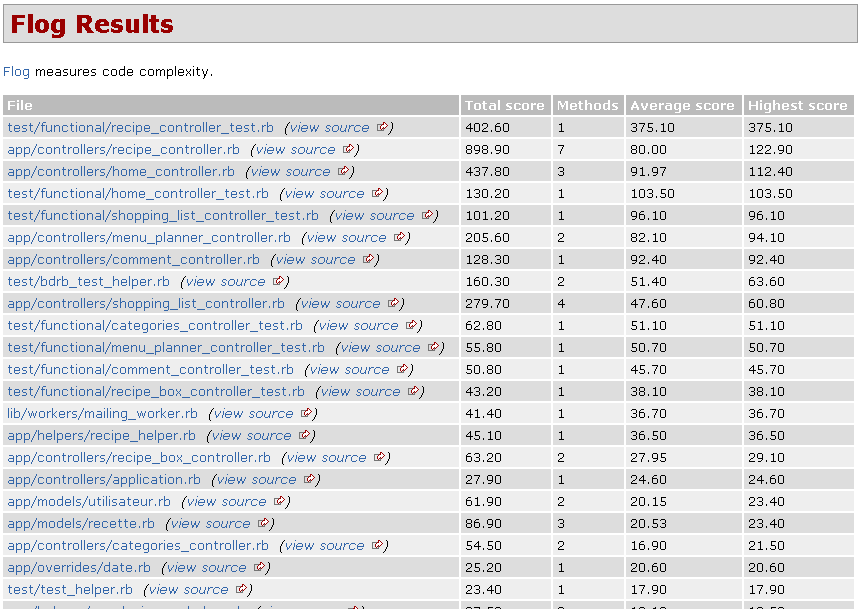 Flog Results
Flog measures code complexity.
File Total score Methods Average score Highest score
test/functional/recipe_controller_test.rb (view source) 402.60 1 375.10 375.10
app/controllers/recipe_controller.rb (view source) 898.90 7 80.00 122.90
app/controllers/home_controller.rb (view source) 437.80 3 91.97 112.40
test/functional/home_controller_test.rb (view source) 130.20 1 103.50 103.50
test/functional/shopping_list_controller_test.rb (view source) 101.20 1 96.10 96.10
app/controllers/menu_planner_controller.rb (view source) 205.60 2 82.10 94.10
app/controllers/comment_controller.rb (view source) 128.30 1 92.40 92.40
test/bdrb_test_helper.rb (view source) 160.30 2 51.40 63.60
app/controllers/shopping_list_controller.rb (view source) 279.70 4 47.60 60.80
test/functional/categories_controller_test.rb (view source) 62.80 1 51.10 51.10
test/functional/menu_planner_controller_test.rb (view source) 55.80 1 50.70 50.70
test/functional/comment_controller_test.rb (view source) 50.80 1 45.70 45.70
test/functional/recipe_box_controller_test.rb (view source) 43.20 1 38.10 38.10
lib/workers/mailing_worker.rb (view source) 41.40 1 36.70 36.70
app/helpers/recipe_helper.rb (view source) 45.10 1 36.50 36.50
app/controllers/recipe_box_controller.rb (view source) 63.20 2 27.95 29.10
app/controllers/application.rb (view source) 27.90 1 24.60 24.60
app/models/utilisateur.rb (view source) 61.90 2 20.15 23.40
app/models/recette.rb (view source) 86.90 3 20.53 23.40
app/controllers/categories_controller.rb (view source) 54.50 2 16.90 21.50
app/overrides/date.rb (view source) 25.20 1 20.60 20.60
test/test_helper.rb (view source) 23.40 1 17.90 17.90